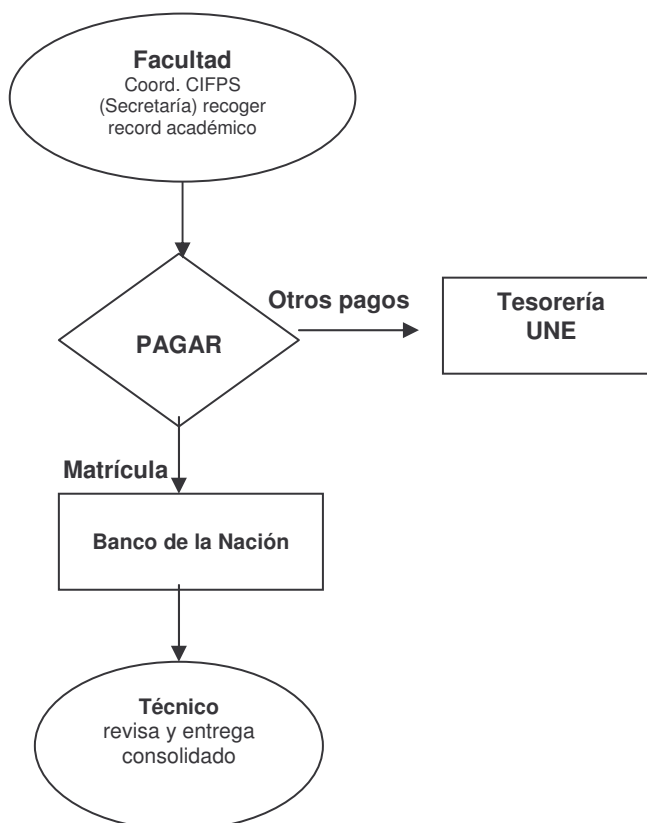 Facultad
Coord. CIFPS
(Secretaría) recoger
record académico
Otros pagos
Tesorería
UNE
PAGAR
Matrícula
Banco de la Nación
Técnico
revisa y entrega
consolidado